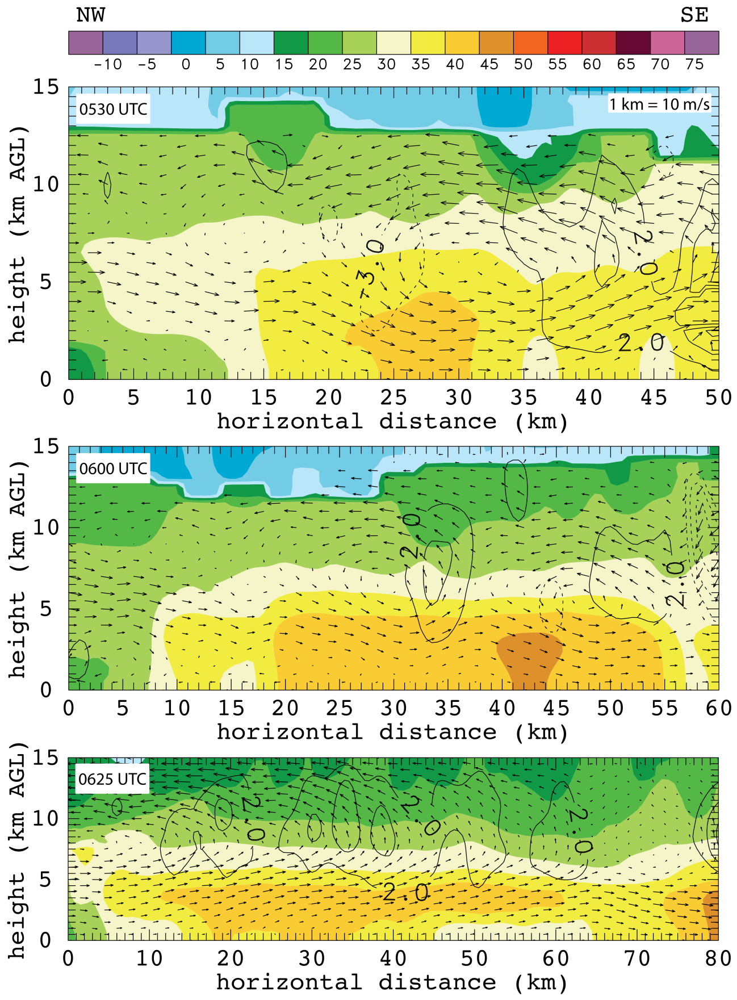 NW SE
-10 -5 0 5 10 15 20 25 30 35 40 45 50 55 60 65 70 75
15
0530 UTC
1 km = 10 m/s
10
height (km AGL)
-3.0
2.0
5
2.0
0
0 5 10 15 20 25 30 35 40 45 50
horizontal distance (km)
15
0600 UTC
10
height (km AGL)
2.0
2.0
5
0
0 5 10 15 20 25 30 35 40 45 50 55 60
horizontal distance (km)
15
0625 UTC
10
height (km AGL)
2.0
2.0
2.0
5
2.0
0
0 10 20 30 40 50 60 70 80
horizontal distance (km)